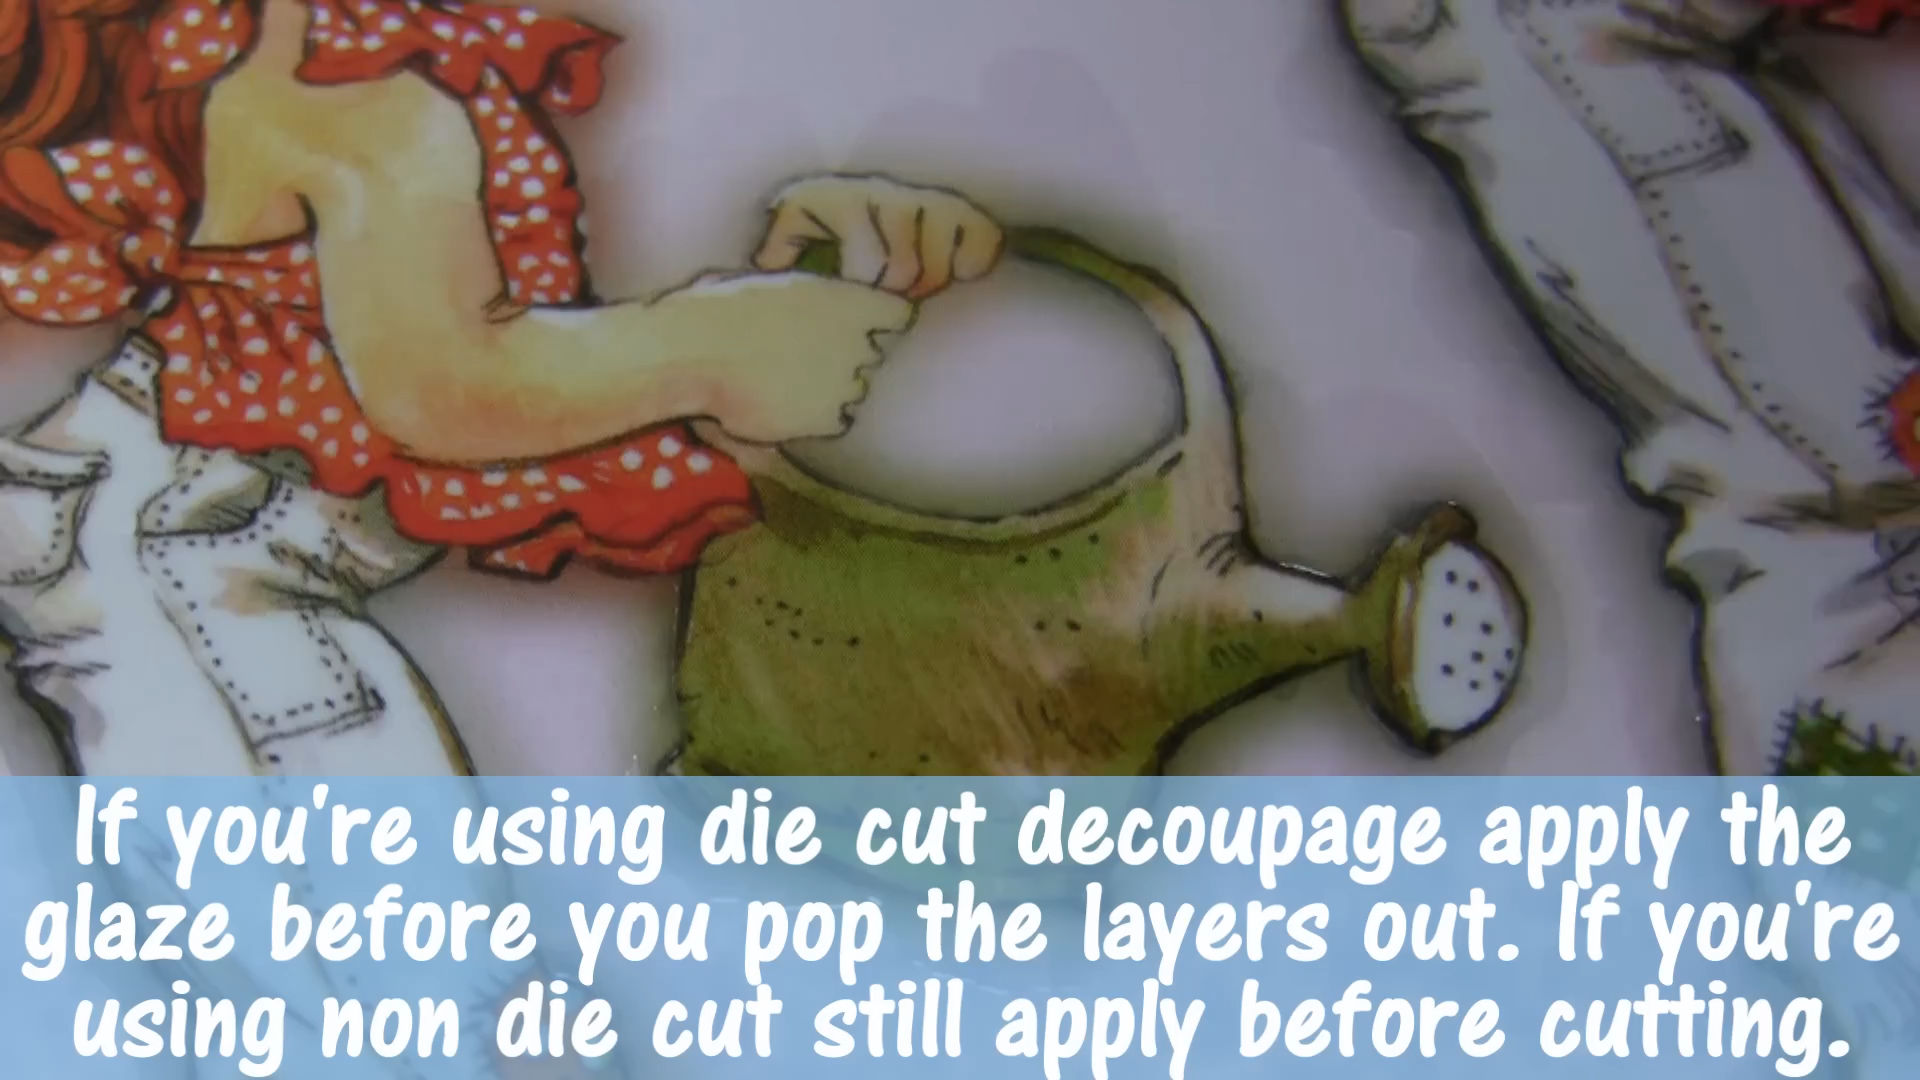 If you're using die cut decoupage apply the
glaze before you pop the layers out. If you're
using non die cut still apply before cutting.